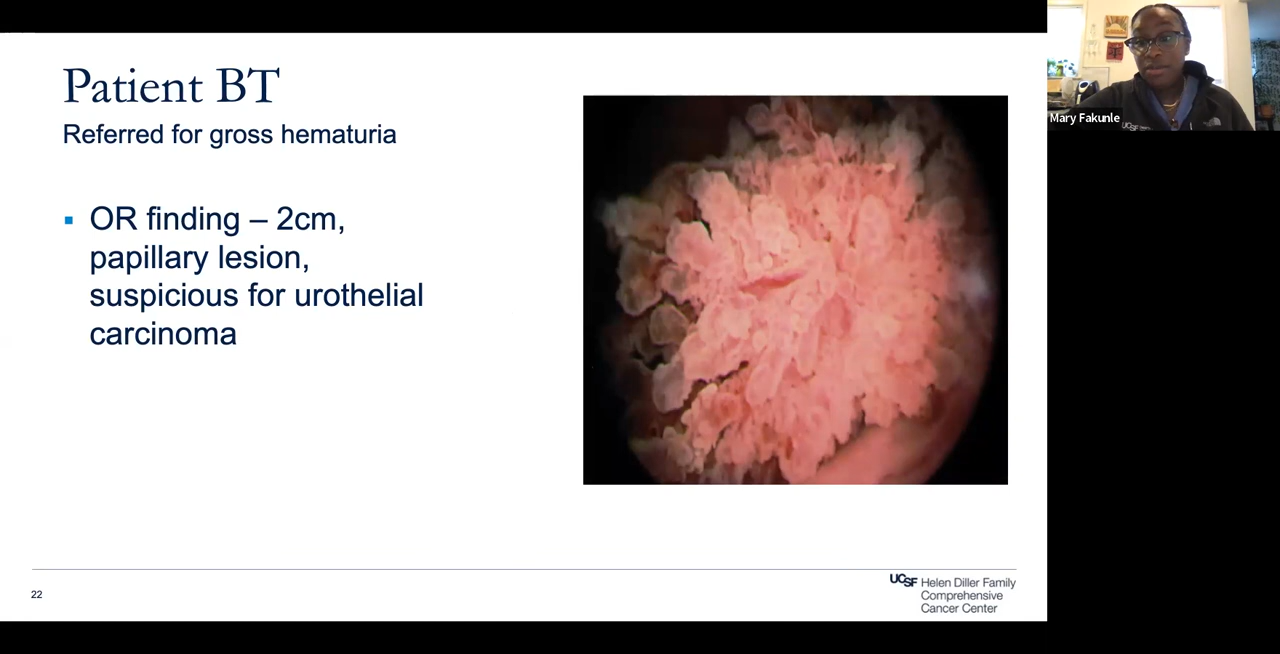 Patient BT
Referred for gross hematuria
▪ OR finding – 2cm,
papillary lesion,
suspicious for urothelial
carcinoma
22
UCSF Helen Diller Family
Comprehensive
Cancer Center
Mary Fakunle
UCSF